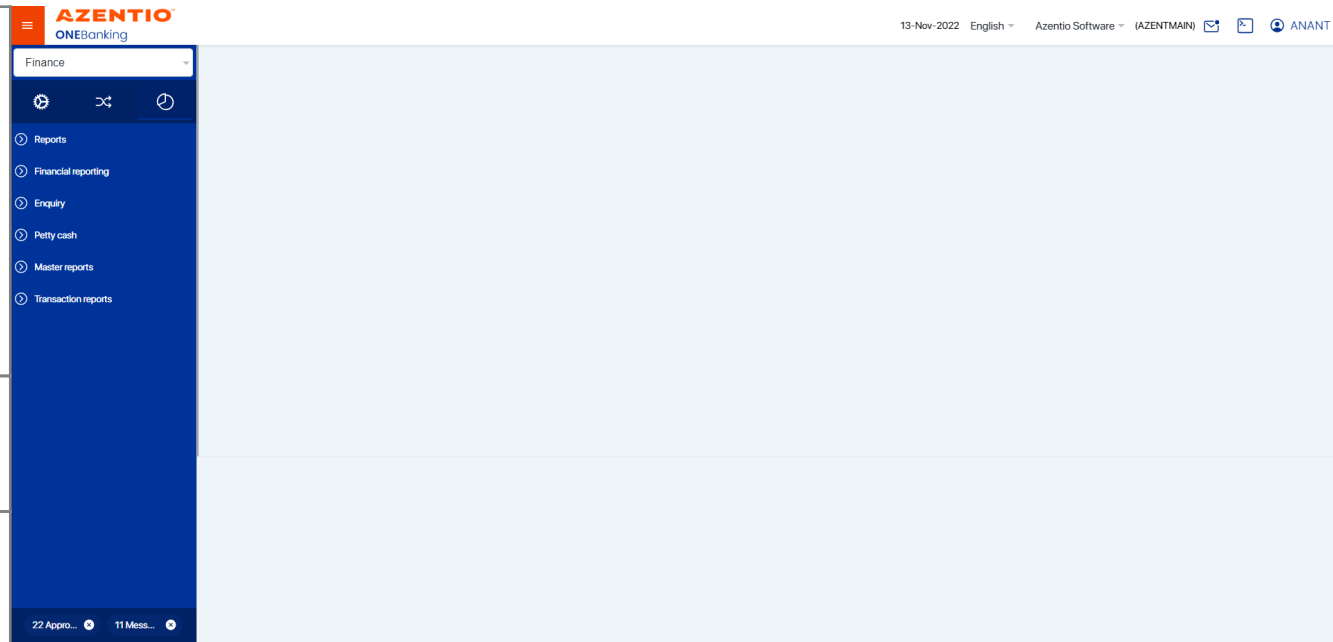 AZENTIO™
ONEBanking
13-Nov-2022 English Azentio Software (AZENTMAIN) ANANT
Finance
Reports
Financial reporting
Enquiry
Petty cash
Master reports
Transaction reports
22 Appro... 11 Mess...